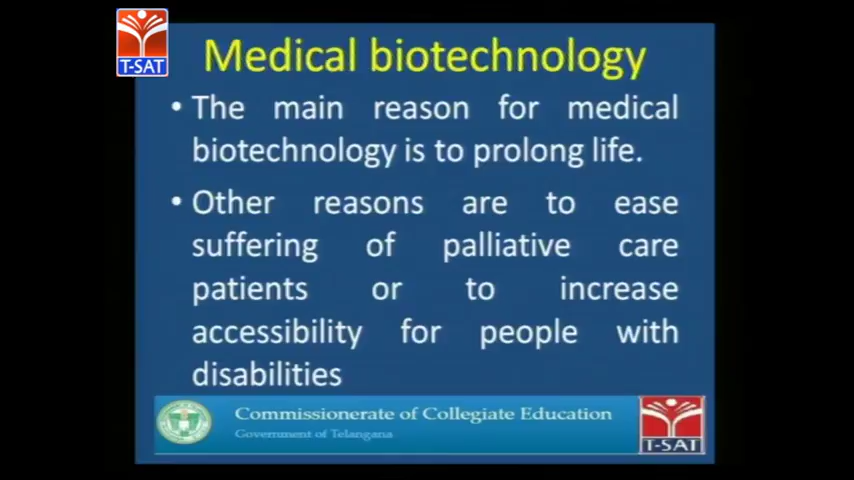 T-SAT
Medical biotechnology
• The main reason for medical
biotechnology is to prolong life.
• Other reasons are to ease
suffering of palliative care
patients or to increase
accessibility for people with
disabilities
Commissionerate of Collegiate Education
Government of Telangana
T-SAT